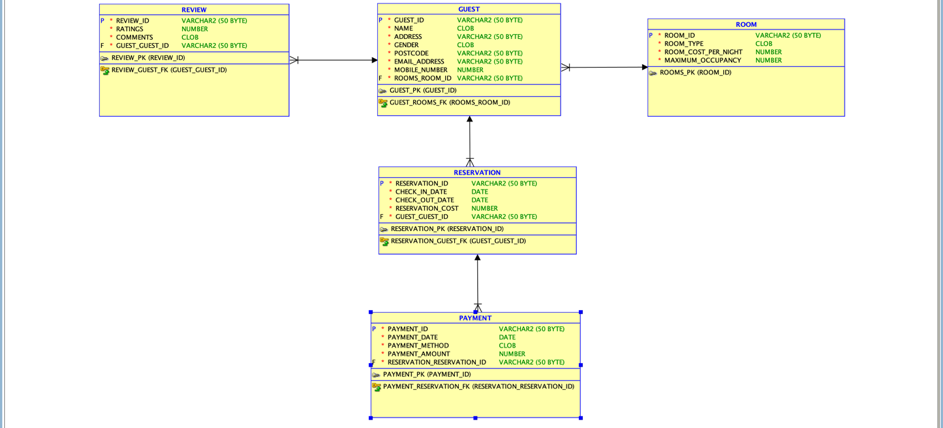 REVIEW
P * REVIEW_ID VARCHAR2 (50 BYTE)
* RATINGS NUMBER
* COMMENTS CLOB
F * GUEST_GUEST_ID VARCHAR2 (50 BYTE)
REVIEW_PK (REVIEW_ID)
REVIEW_GUEST_FK (GUEST_GUEST_ID)
GUEST
P * GUEST_ID VARCHAR2 (50 BYTE)
* NAME CLOB
* ADDRESS VARCHAR2 (50 BYTE)
* GENDER CLOB
* POSTCODE VARCHAR2 (50 BYTE)
* EMAIL_ADDRESS VARCHAR2 (50 BYTE)
* MOBILE_NUMBER NUMBER
F * ROOMS_ROOM_ID VARCHAR2 (50 BYTE)
GUEST_PK (GUEST_ID)
GUEST_ROOMS_FK (ROOMS_ROOM_ID)
ROOM
P * ROOM_ID VARCHAR2 (50 BYTE)
* ROOM_TYPE CLOB
* ROOM_COST_PER_NIGHT NUMBER
* MAXIMUM_OCCUPANCY NUMBER
ROOMS_PK (ROOM_ID)
RESERVATION
P * RESERVATION_ID VARCHAR2 (50 BYTE)
* CHECK_IN_DATE DATE
* CHECK_OUT_DATE DATE
* RESERVATION_COST NUMBER
F * GUEST_GUEST_ID VARCHAR2 (50 BYTE)
RESERVATION_PK (RESERVATION_ID)
RESERVATION_GUEST_FK (GUEST_GUEST_ID)
PAYMENT
P * PAYMENT_ID VARCHAR2 (50 BYTE)
* PAYMENT_DATE DATE
* PAYMENT_METHOD CLOB
* PAYMENT_AMOUNT NUMBER
F * RESERVATION_RESERVATION_ID VARCHAR2 (50 BYTE)
PAYMENT_PK (PAYMENT_ID)
PAYMENT_RESERVATION_FK (RESERVATION_RESERVATION_ID)